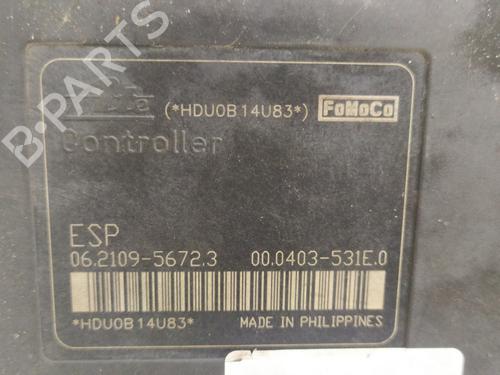 B-PARTS
(*HDU0B14U83*) FoMoCo
Controller
ESP
06.2109-5672.3 00.0403-531E.0
*HDU0B14U83* MADE IN PHILIPPINES